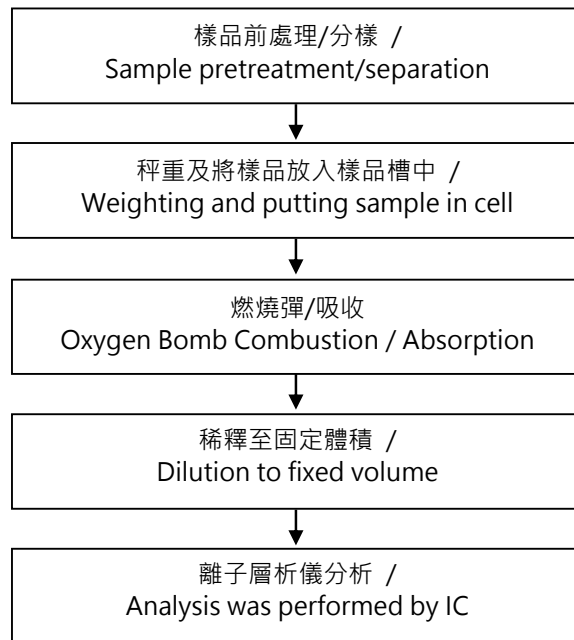 樣品前處理/分樣 /
Sample pretreatment/separation
秤重及將樣品放入樣品槽中 /
Weighting and putting sample in cell
燃燒彈/吸收
Oxygen Bomb Combustion / Absorption
稀釋至固定體積 /
Dilution to fixed volume
離子層析儀分析 /
Analysis was performed by IC